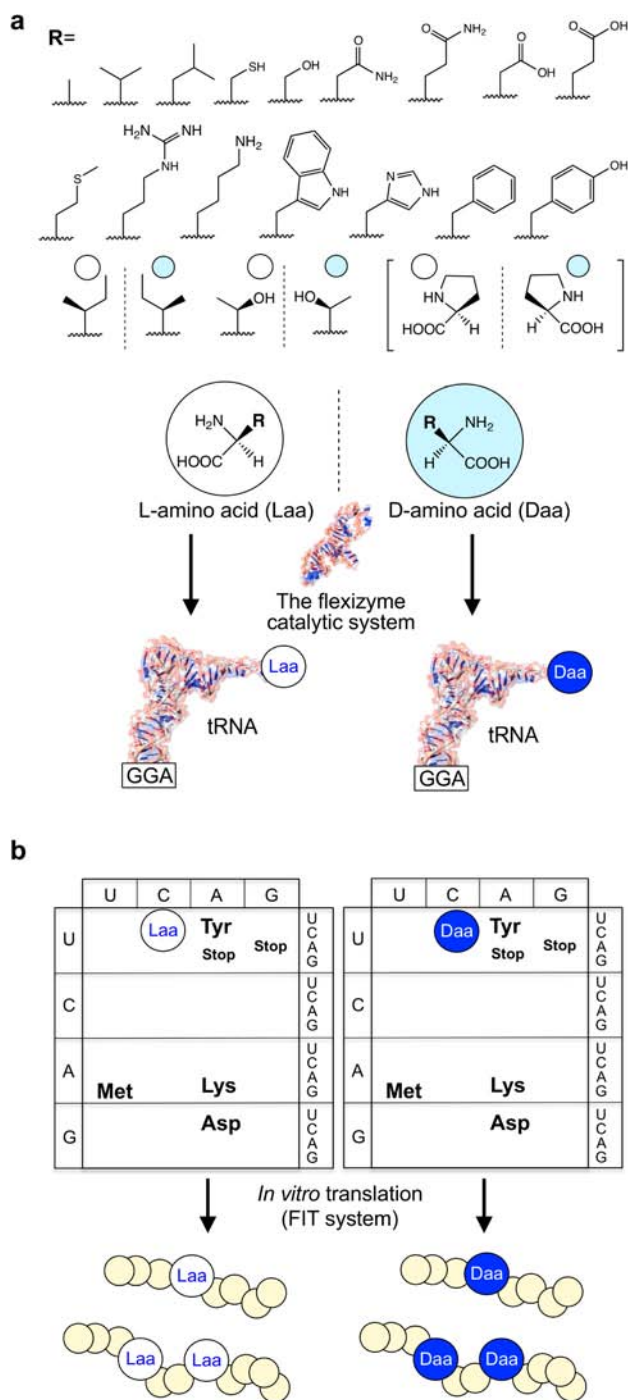 a
R=
SH
OH
O
NH2
O
NH2
O
OH
O
OH
S
H2N
NH
NH
NH2
NH
N
NH
OH
OH
HO
HN
HOOC
H
NH
H
COOH
H2N
R
HOOC
H
R
NH2
H
COOH
L-amino acid (Laa)
D-amino acid (Daa)
The flexizyme
catalytic system
Laa
Daa
tRNA
tRNA
GGA
GGA
b
U C A G
U
Laa
Tyr
Stop
Stop
U
C
A
G
C
U
C
A
G
A
Met
Lys
U
C
A
G
G
Asp
U
C
A
G
U C A G
U
Daa
Tyr
Stop
Stop
U
C
A
G
C
U
C
A
G
A
Met
Lys
U
C
A
G
G
Asp
U
C
A
G
In vitro translation
(FIT system)
Laa
Daa
Laa
Laa
Daa
Daa